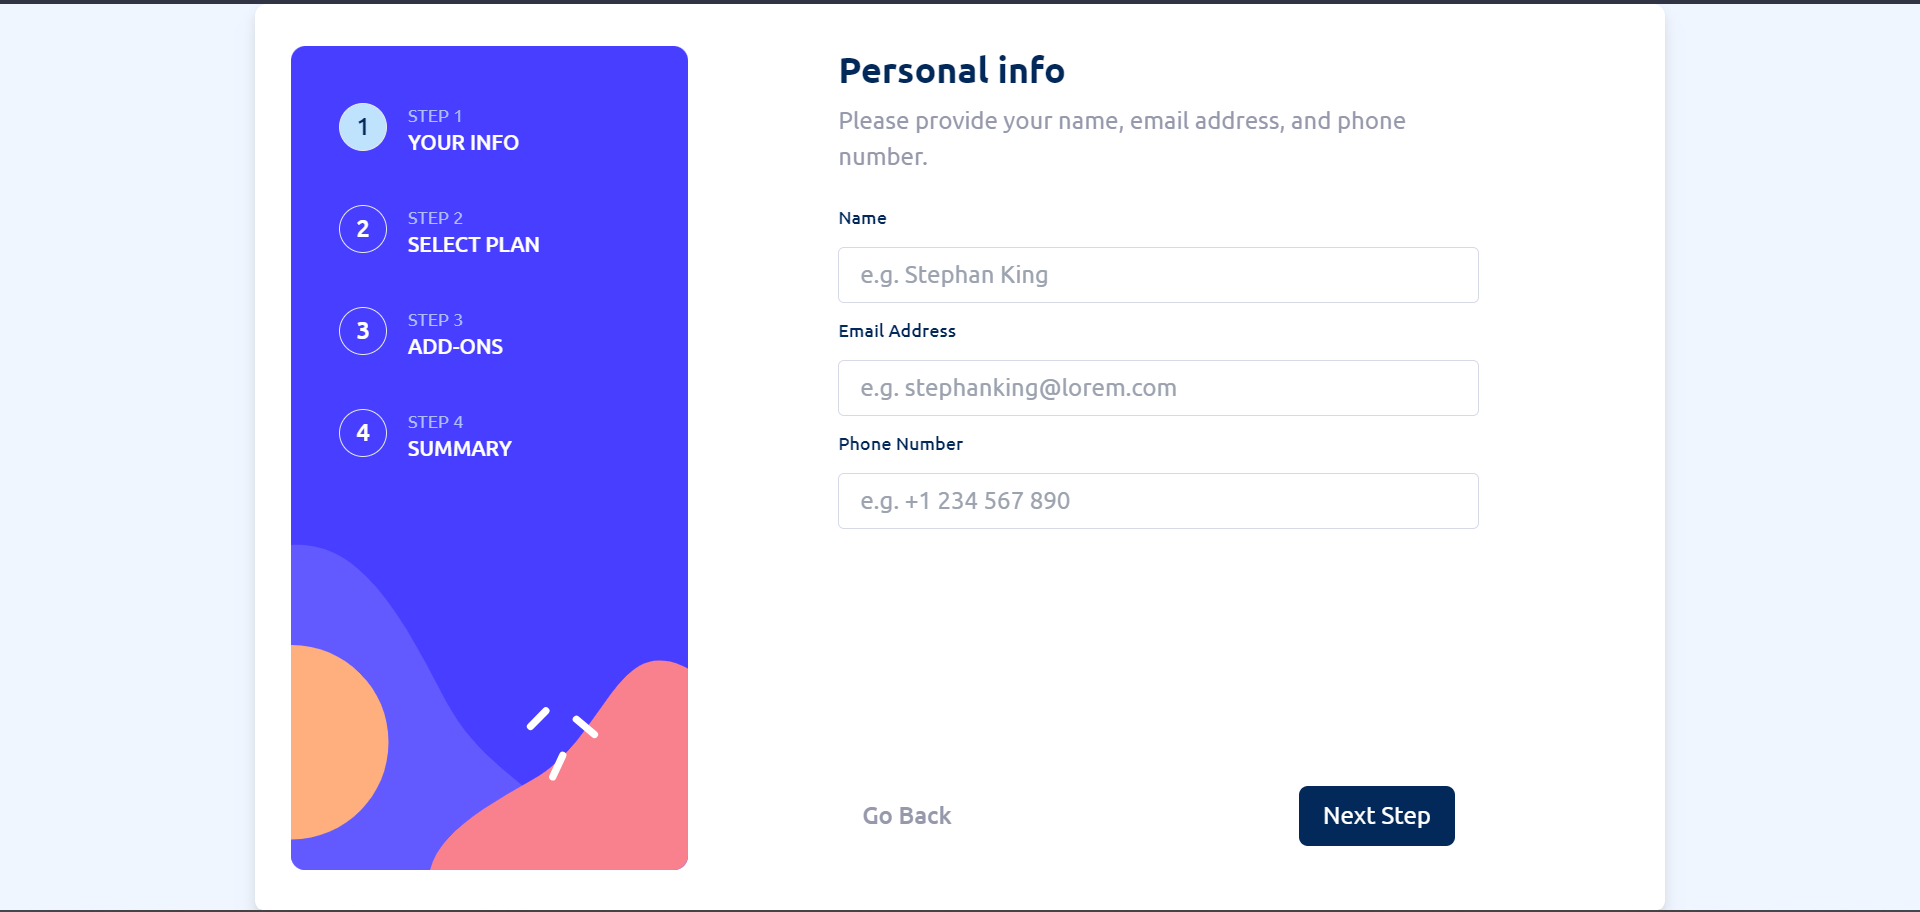 1
STEP 1
YOUR INFO
2
STEP 2
SELECT PLAN
3
STEP 3
ADD-ONS
4
STEP 4
SUMMARY
Personal info
Please provide your name, email address, and phone
number.
Name
e.g. Stephan King
Email Address
e.g. stephanking@lorem.com
Phone Number
e.g. +1 234 567 890
Go Back
Next Step